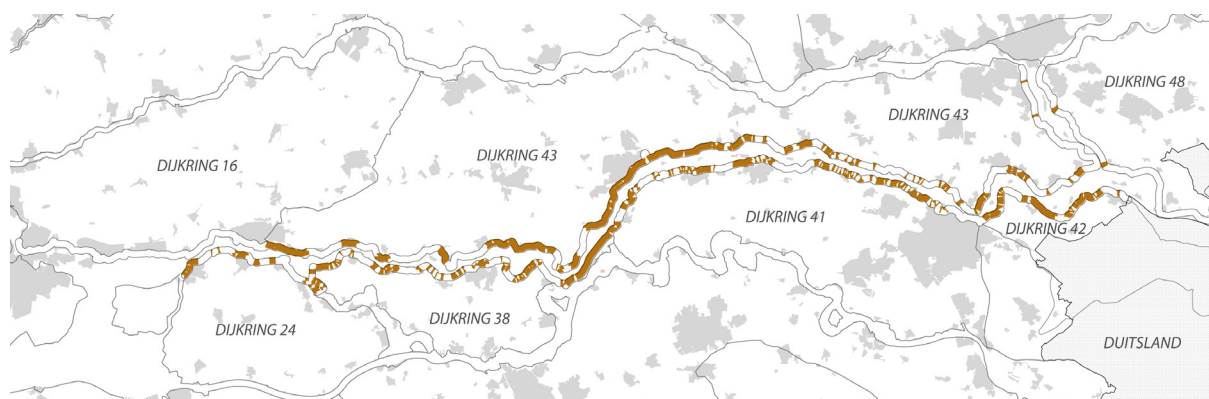 DIJKRING 48
DIJKRING 43
DIJKRING 43
DIJKRING 16
DIJKRING 41
DIJKRING 42
DIJKRING 38
DIJKRING 24
DUITSLAND